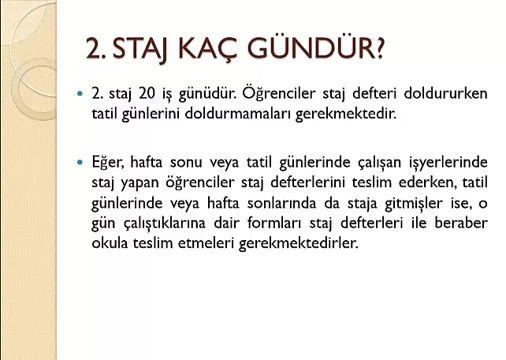 2. STAJ KAÇ GÜNDÜR?
2. staj 20 iş günüdür. Öğrenciler staj defteri doldururken
tatil günlerini doldurmamaları gerekmektedir.
Eğer, hafta sonu veya tatil günlerinde çalışan işyerlerinde
staj yapan öğrenciler staj defterlerini teslim ederken, tatil
günlerinde veya hafta sonlarında da staja gitmişler ise, o
gün çalıştıklarına dair formları staj defterleri ile beraber
okula teslim etmeleri gerekmektedirler.